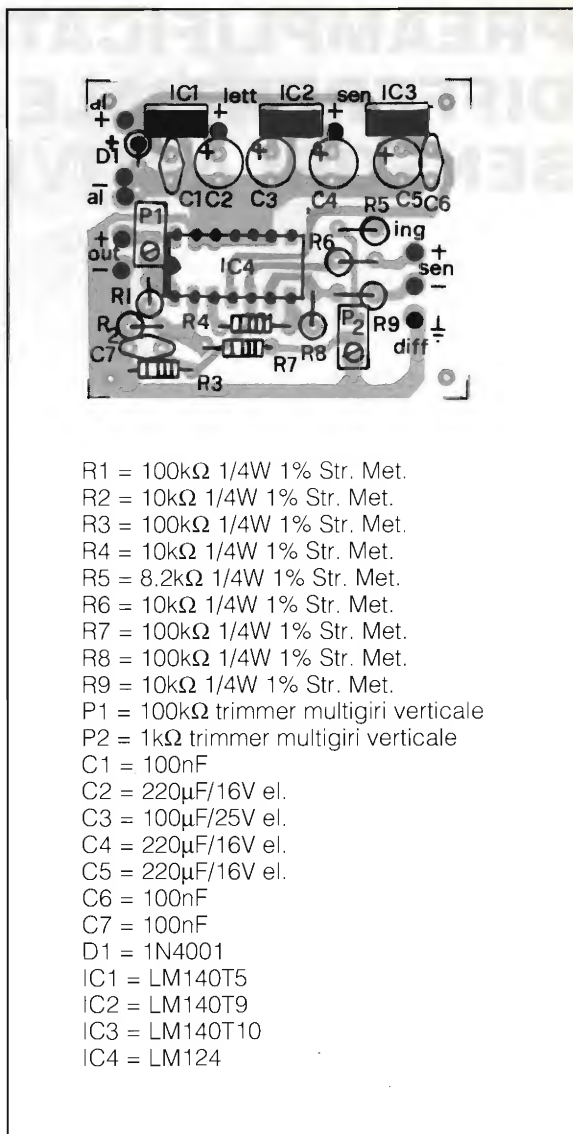 al IC1 lett IC2 sen IC3
+ + +
+ D1 + + + +
− al C1 C2 C3 C4 C5 C6
P1 R5 ing
+ out − IC4 R6 + sen −
R1
R2 R4 R8 P2 R9 diff
C7 R7
R3
R1 = 100kΩ 1/4W 1% Str. Met.
R2 = 10kΩ 1/4W 1% Str. Met.
R3 = 100kΩ 1/4W 1% Str. Met.
R4 = 10kΩ 1/4W 1% Str. Met.
R5 = 8.2kΩ 1/4W 1% Str. Met.
R6 = 10kΩ 1/4W 1% Str. Met.
R7 = 100kΩ 1/4W 1% Str. Met.
R8 = 100kΩ 1/4W 1% Str. Met.
R9 = 10kΩ 1/4W 1% Str. Met.
P1 = 100kΩ trimmer multigiri verticale
P2 = 1kΩ trimmer multigiri verticale
C1 = 100nF
C2 = 220µF/16V el.
C3 = 100µF/25V el.
C4 = 220µF/16V el.
C5 = 220µF/16V el.
C6 = 100nF
C7 = 100nF
D1 = 1N4001
IC1 = LM140T5
IC2 = LM140T9
IC3 = LM140T10
IC4 = LM124